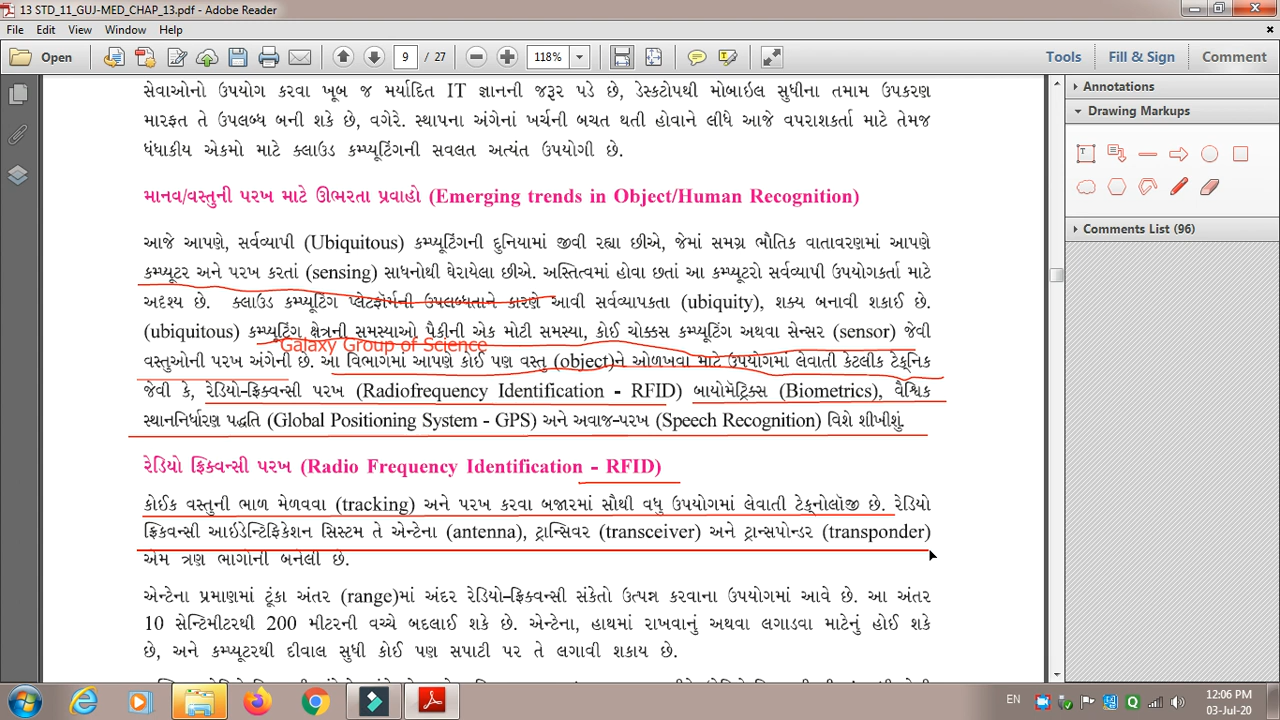 13 STD_11_GUJ-MED_CHAP_13.pdf - Adobe Reader
File Edit View Window Help
Open 9 / 27 118% Tools Fill & Sign Comment
સેવાઓનો ઉપયોગ કરવા ખૂબ જ મર્યાદિત IT જ્ઞાનની જરૂર પડે છે, ડેસ્કટોપથી મોબાઇલ સુધીના તમામ ઉપકરણ
મારફત તે ઉપલબ્ધ બની શકે છે, વગેરે. સ્થાપના અંગેનાં ખર્ચની બચત થતી હોવાને લીધે આજે વપરાશકર્તા માટે તેમજ
ધંધાકીય એકમો માટે ક્લાઉડ કમ્પ્યૂટિંગની સવલત અત્યંત ઉપયોગી છે.
માનવ/વસ્તુની પરખ માટે ઊભરતા પ્રવાહો (Emerging trends in Object/Human Recognition)
આજે આપણે, સર્વવ્યાપી (Ubiquitous) કમ્પ્યૂટિંગની દુનિયામાં જીવી રહ્યા છીએ, જેમાં સમગ્ર ભૌતિક વાતાવરણમાં આપણે
કમ્પ્યૂટર અને પરખ કરતાં (sensing) સાધનોથી ઘેરાયેલા છીએ. અસ્તિત્વમાં હોવા છતાં આ કમ્પ્યૂટરો સર્વવ્યાપી ઉપયોગકર્તા માટે
અદૃશ્ય છે. ક્લાઉડ કમ્પ્યૂટિંગ પ્લેટફૉર્મની ઉપલબ્ધતાને કારણે આવી સર્વવ્યાપકતા (ubiquity), શક્ય બનાવી શકાઈ છે.
(ubiquitous) કમ્પ્યૂટિંગ ક્ષેત્રની સમસ્યાઓ પૈકીની એક મોટી સમસ્યા, કોઈ ચોક્કસ કમ્પ્યૂટિંગ અથવા સેન્સર (sensor) જેવી
Galaxy Group of Science
વસ્તુઓની પરખ અંગેની છે. આ વિભાગમાં આપણે કોઈ પણ વસ્તુ (object)ને ઓળખવા માટે ઉપયોગમાં લેવાતી કેટલીક ટેક્નિક
જેવી કે, રેડિયો-ફ્રિક્વન્સી પરખ (Radiofrequency Identification - RFID) બાયોમૅટ્રિક્સ (Biometrics), વૈશ્વિક
સ્થાનનિર્ધારણ પદ્ધતિ (Global Positioning System - GPS) અને અવાજ-પરખ (Speech Recognition) વિશે શીખીશું.
રેડિયો ફ્રિક્વન્સી પરખ (Radio Frequency Identification - RFID)
કોઈક વસ્તુની ભાળ મેળવવા (tracking) અને પરખ કરવા બજારમાં સૌથી વધુ ઉપયોગમાં લેવાતી ટેક્નોલૉજી છે. રેડિયો
ફ્રિક્વન્સી આઇડેન્ટિફિકેશન સિસ્ટમ તે એન્ટેના (antenna), ટ્રાન્સિવર (transceiver) અને ટ્રાન્સપોન્ડર (transponder)
એમ ત્રણ ભાગોની બનેલી છે.
એન્ટેના પ્રમાણમાં ટૂંકા અંતર (range)માં અંદર રેડિયો-ફ્રિક્વન્સી સંકેતો ઉત્પન્ન કરવાના ઉપયોગમાં આવે છે. આ અંતર
10 સેન્ટિમીટરથી 200 મીટરની વચ્ચે બદલાઈ શકે છે. એન્ટેના, હાથમાં રાખવાનું અથવા લગાડવા માટેનું હોઈ શકે
છે, અને કમ્પ્યૂટરથી દીવાલ સુધી કોઈ પણ સપાટી પર તે લગાવી શકાય છે.
Annotations
Drawing Markups
Comments List (96)
EN 12:06 PM
03-Jul-20